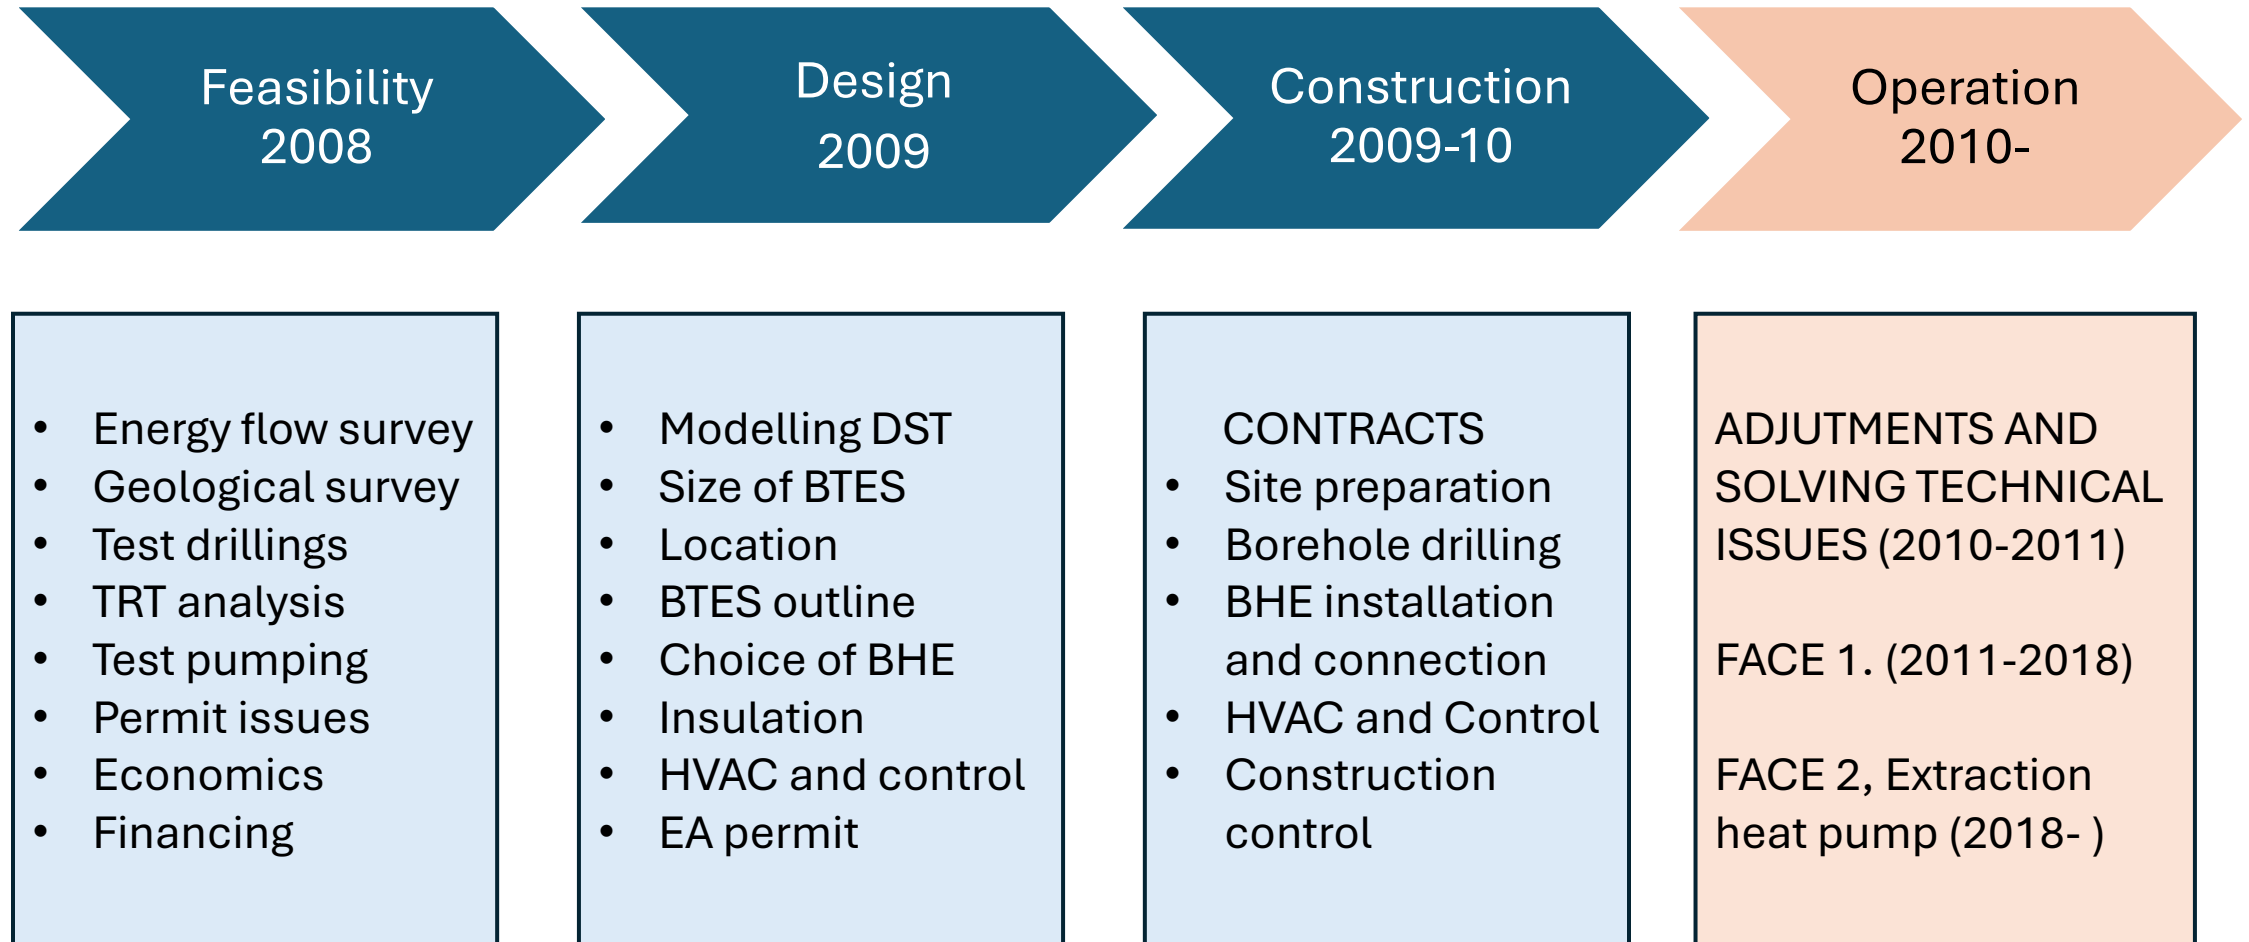 Feasibility
2008
Design
2009
Construction
2009-10
Operation
2010-
• Energy flow survey
• Geological survey
• Test drillings
• TRT analysis
• Test pumping
• Permit issues
• Economics
• Financing
• Modelling DST
• Size of BTES
• Location
• BTES outline
• Choice of BHE
• Insulation
• HVAC and control
• EA permit
CONTRACTS
• Site preparation
• Borehole drilling
• BHE installation
and connection
• HVAC and Control
• Construction
control
ADJUTMENTS AND
SOLVING TECHNICAL
ISSUES (2010-2011)
FACE 1. (2011-2018)
FACE 2, Extraction
heat pump (2018- )